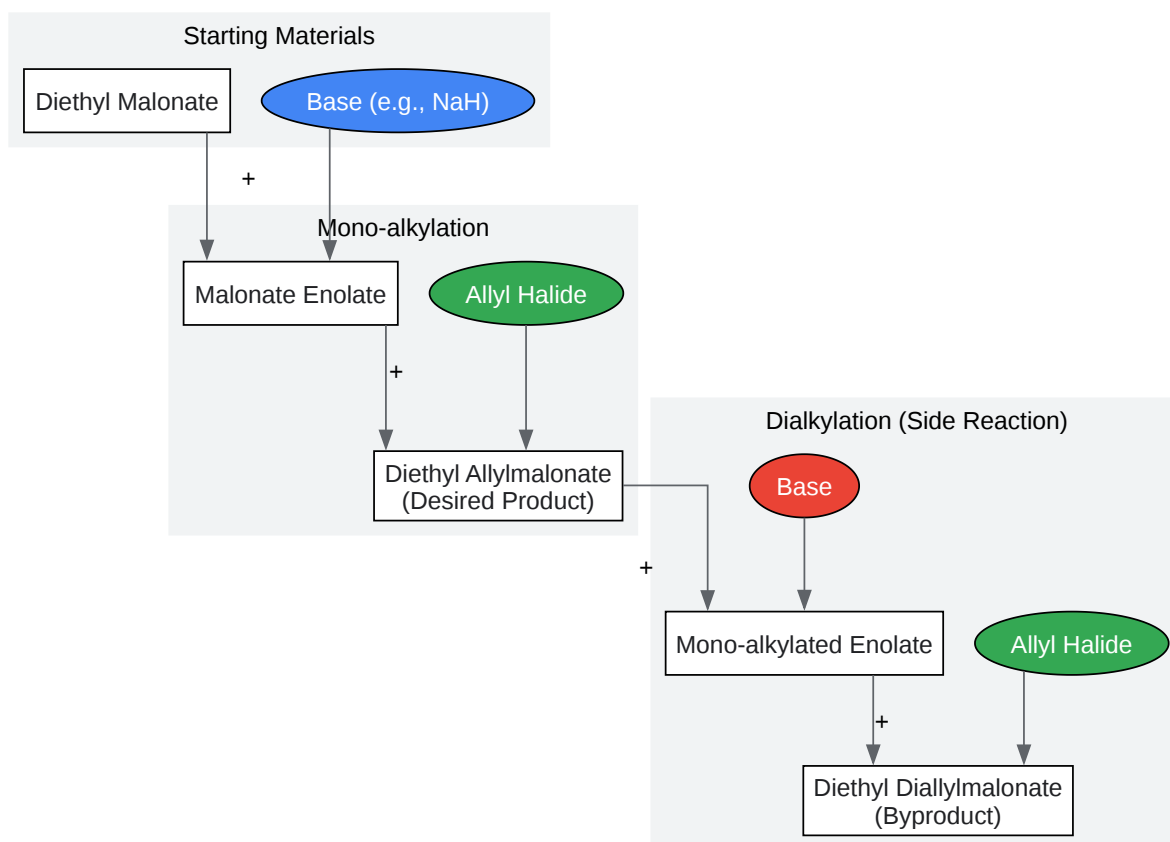 Starting Materials
Diethyl Malonate
Base (e.g., NaH)
+
Mono-alkylation
Malonate Enolate
Allyl Halide
+
Diethyl Allylmalonate
(Desired Product)
Dialkylation (Side Reaction)
Base
+
Mono-alkylated Enolate
Allyl Halide
+
Diethyl Diallylmalonate
(Byproduct)